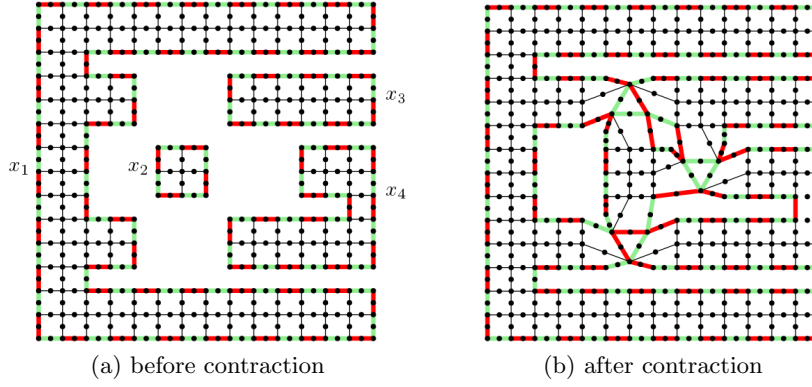 x₃
x₁
x₂
x₄
(a) before contraction
(b) after contraction